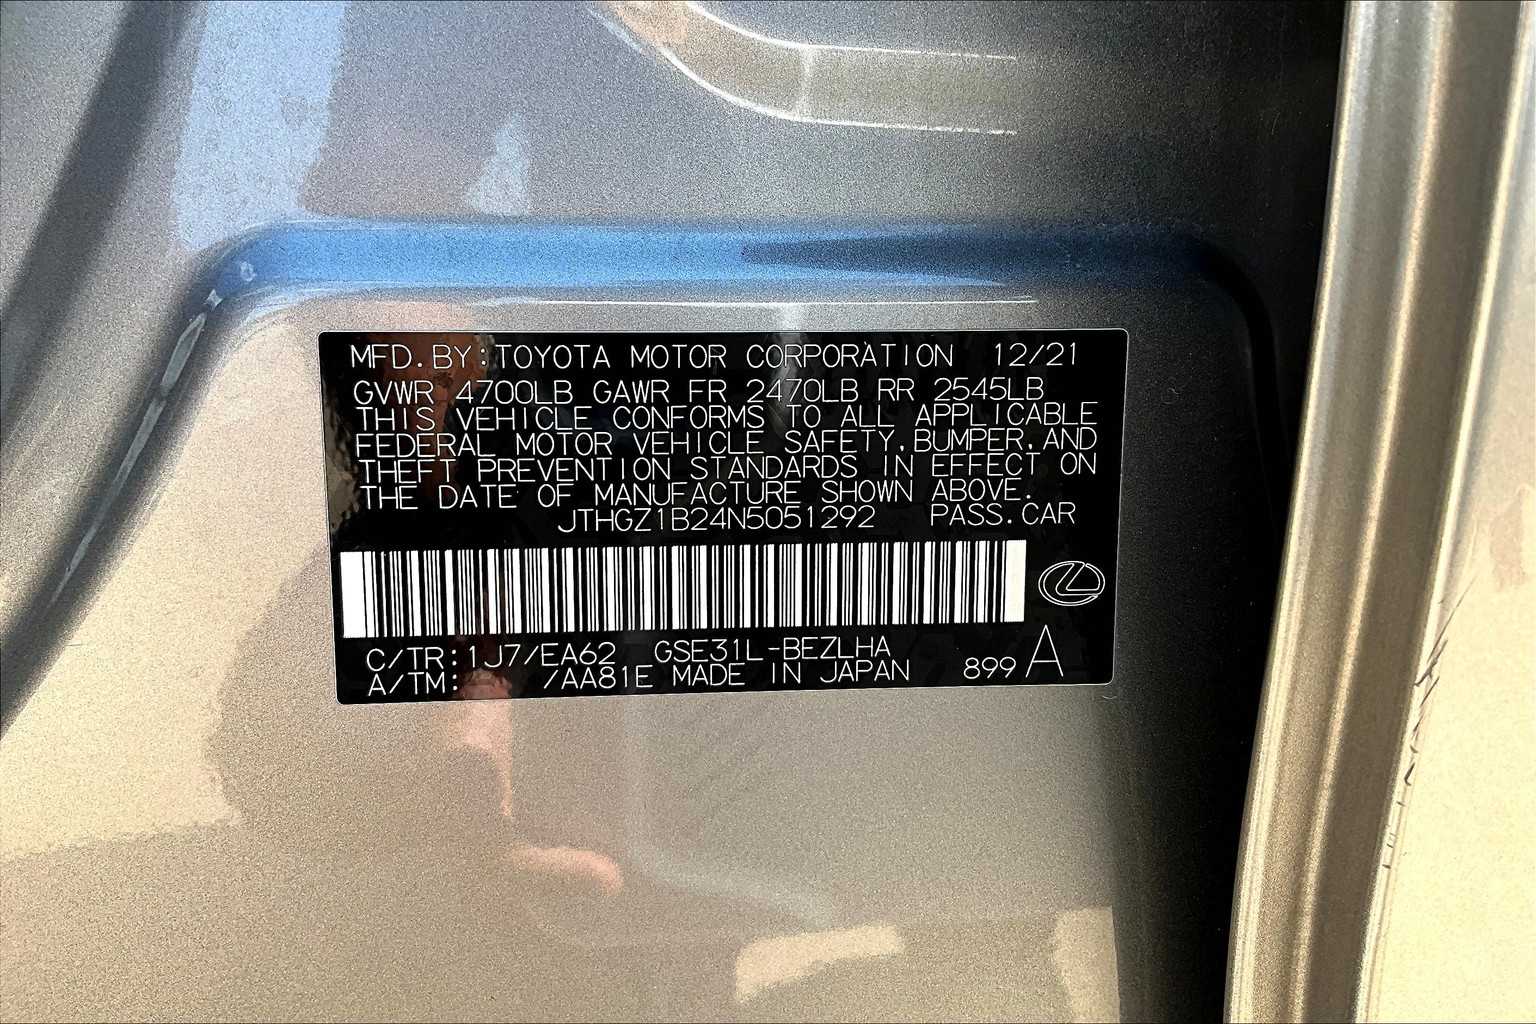 MFD.BY:TOYOTA MOTOR CORPORATION 12/21
GVWR 4700LB GAWR FR 2470LB RR 2545LB
THIS VEHICLE CONFORMS TO ALL APPLICABLE
FEDERAL MOTOR VEHICLE SAFETY,BUMPER,AND
THEFT PREVENTION STANDARDS IN EFFECT ON
THE DATE OF MANUFACTURE SHOWN ABOVE.
JTHGZ1B24N5051292 PASS.CAR
C/TR:1J7/EA62 GSE31L-BEZLHA
A/TM: /AA81E MADE IN JAPAN 899 A